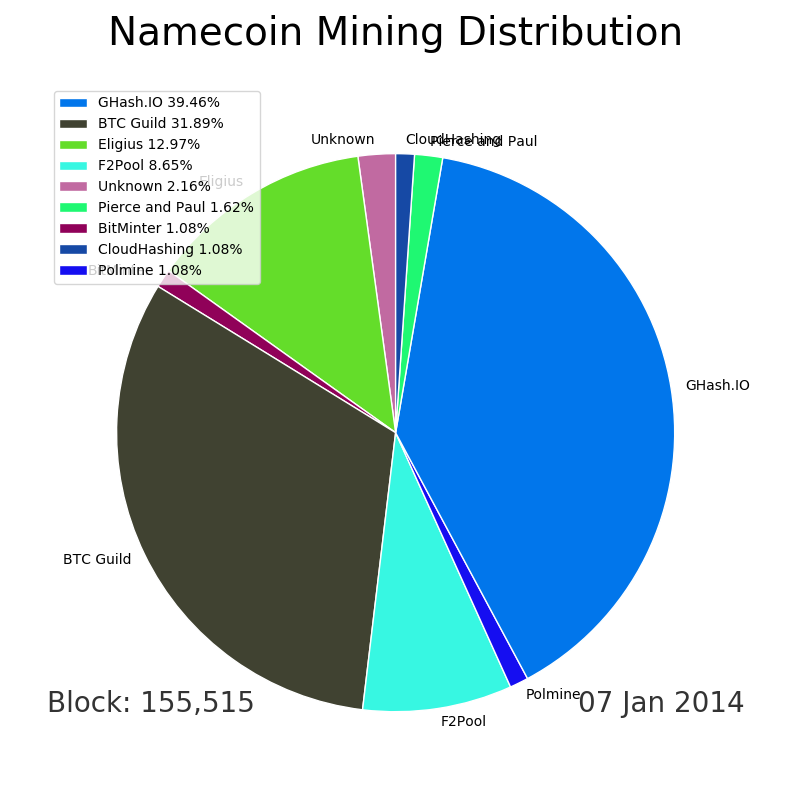 Namecoin Mining Distribution
GHash.IO 39.46%
BTC Guild 31.89%
Eligius 12.97%
F2Pool 8.65%
Unknown 2.16%
Pierce and Paul 1.62%
BitMinter 1.08%
CloudHashing 1.08%
Polmine 1.08%
Unknown
CloudHashing
Pierce and Paul
Eligius
GHash.IO
BTC Guild
Polmine
F2Pool
Block: 155,515
07 Jan 2014